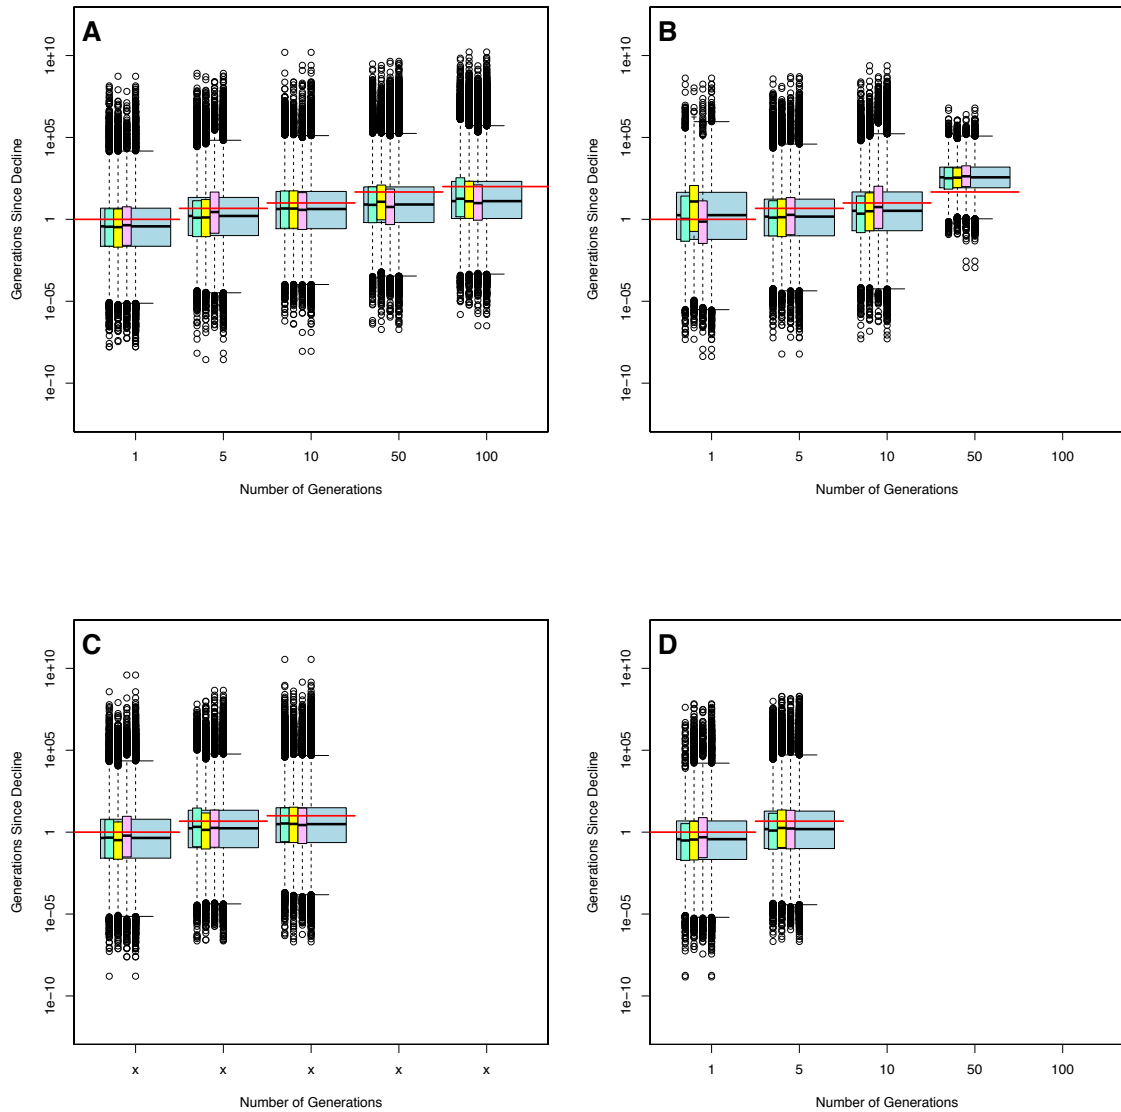 A
Generations Since Decline
1e+10
1e+05
1
1e-05
1e-10
1 5 10 50 100
Number of Generations
B
Generations Since Decline
1e+10
1e+05
1
1e-05
1e-10
1 5 10 50 100
Number of Generations
C
Generations Since Decline
1e+10
1e+05
1
1e-05
1e-10
x x x x x
Number of Generations
D
Generations Since Decline
1e+10
1e+05
1
1e-05
1e-10
1 5 10 50 100
Number of Generations